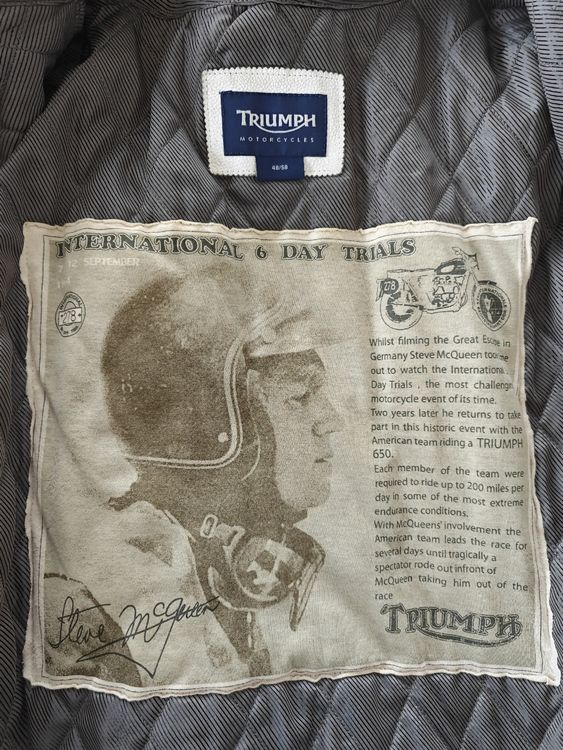 TRIUMPH
MOTORCYCLES
48/58
INTERNATIONAL 6 DAY TRIALS
SEPTEMBER
278
278
Whilst filming the Great Escape in
Germany Steve McQueen took time
out to watch the International
Day Trials , the most challenging
motorcycle event of its time.
Two years later he returns to take
part in this historic event with the
American team riding a TRIUMPH
650.
Each member of the team were
required to ride up to 200 miles per
day in some of the most extreme
endurance conditions.
With McQueens' involvement the
American team leads the race for
several days until tragically a
spectator rode out infront of
McQueen taking him out of the
race
Steve McQueen
TRIUMPH